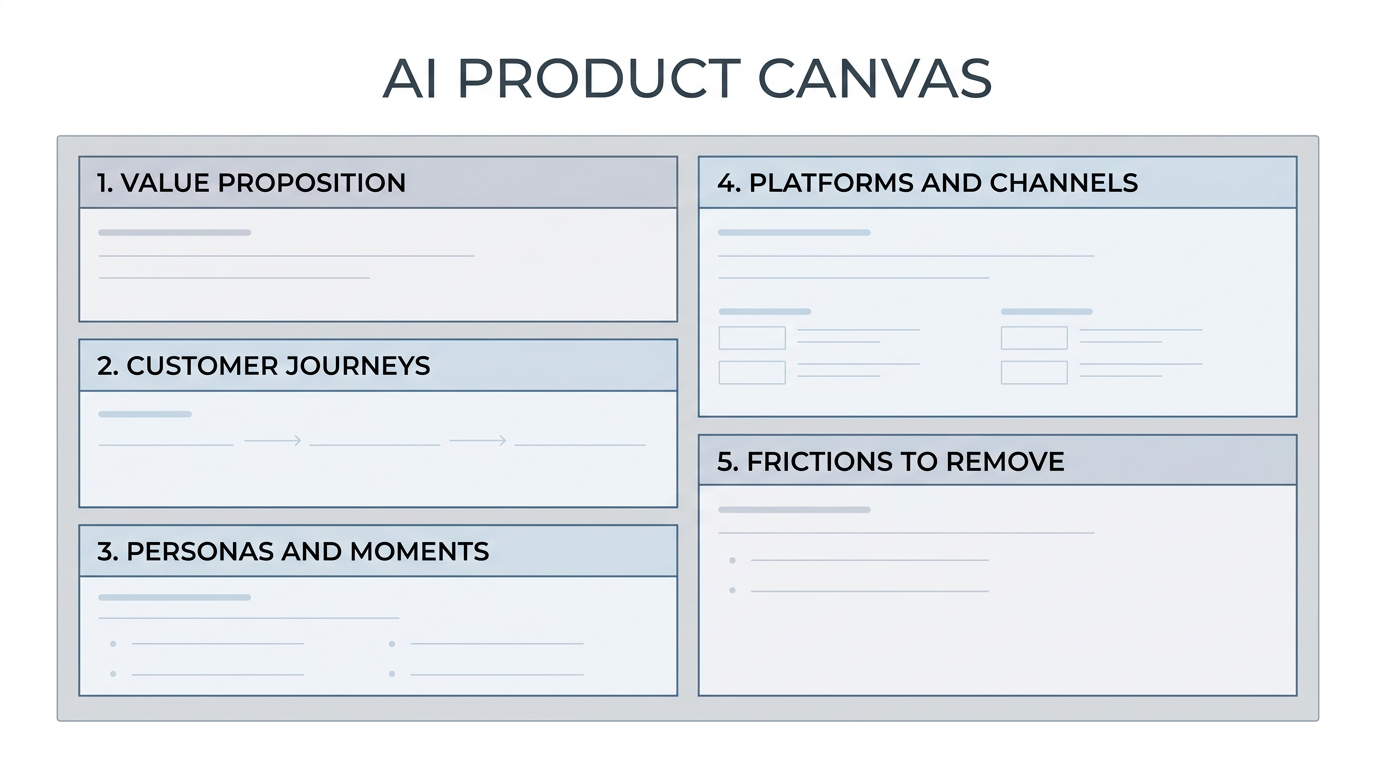 AI PRODUCT CANVAS
1. VALUE PROPOSITION
2. CUSTOMER JOURNEYS
3. PERSONAS AND MOMENTS
4. PLATFORMS AND CHANNELS
5. FRICTIONS TO REMOVE